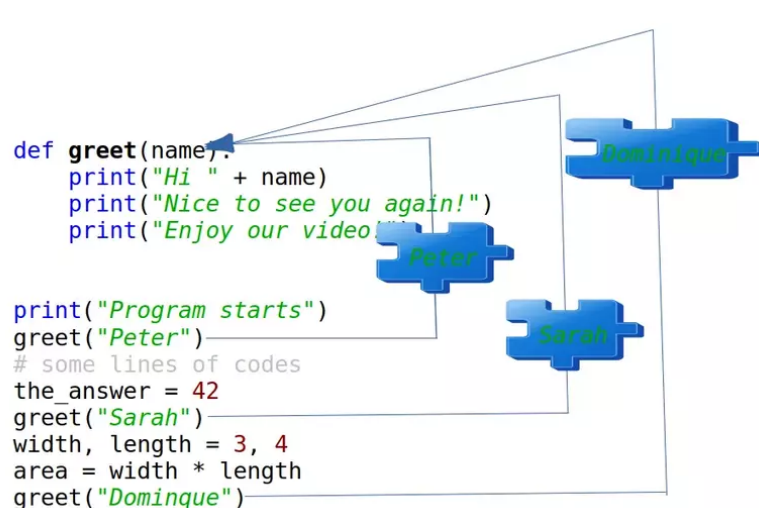 def greet(name):
    print("Hi " + name)
    print("Nice to see you again!")
    print("Enjoy our video!")
Dominique
Peter
Sarah
print("Program starts")
greet("Peter")
# some lines of codes
the_answer = 42
greet("Sarah")
width, length = 3, 4
area = width * length
greet("Domingue")